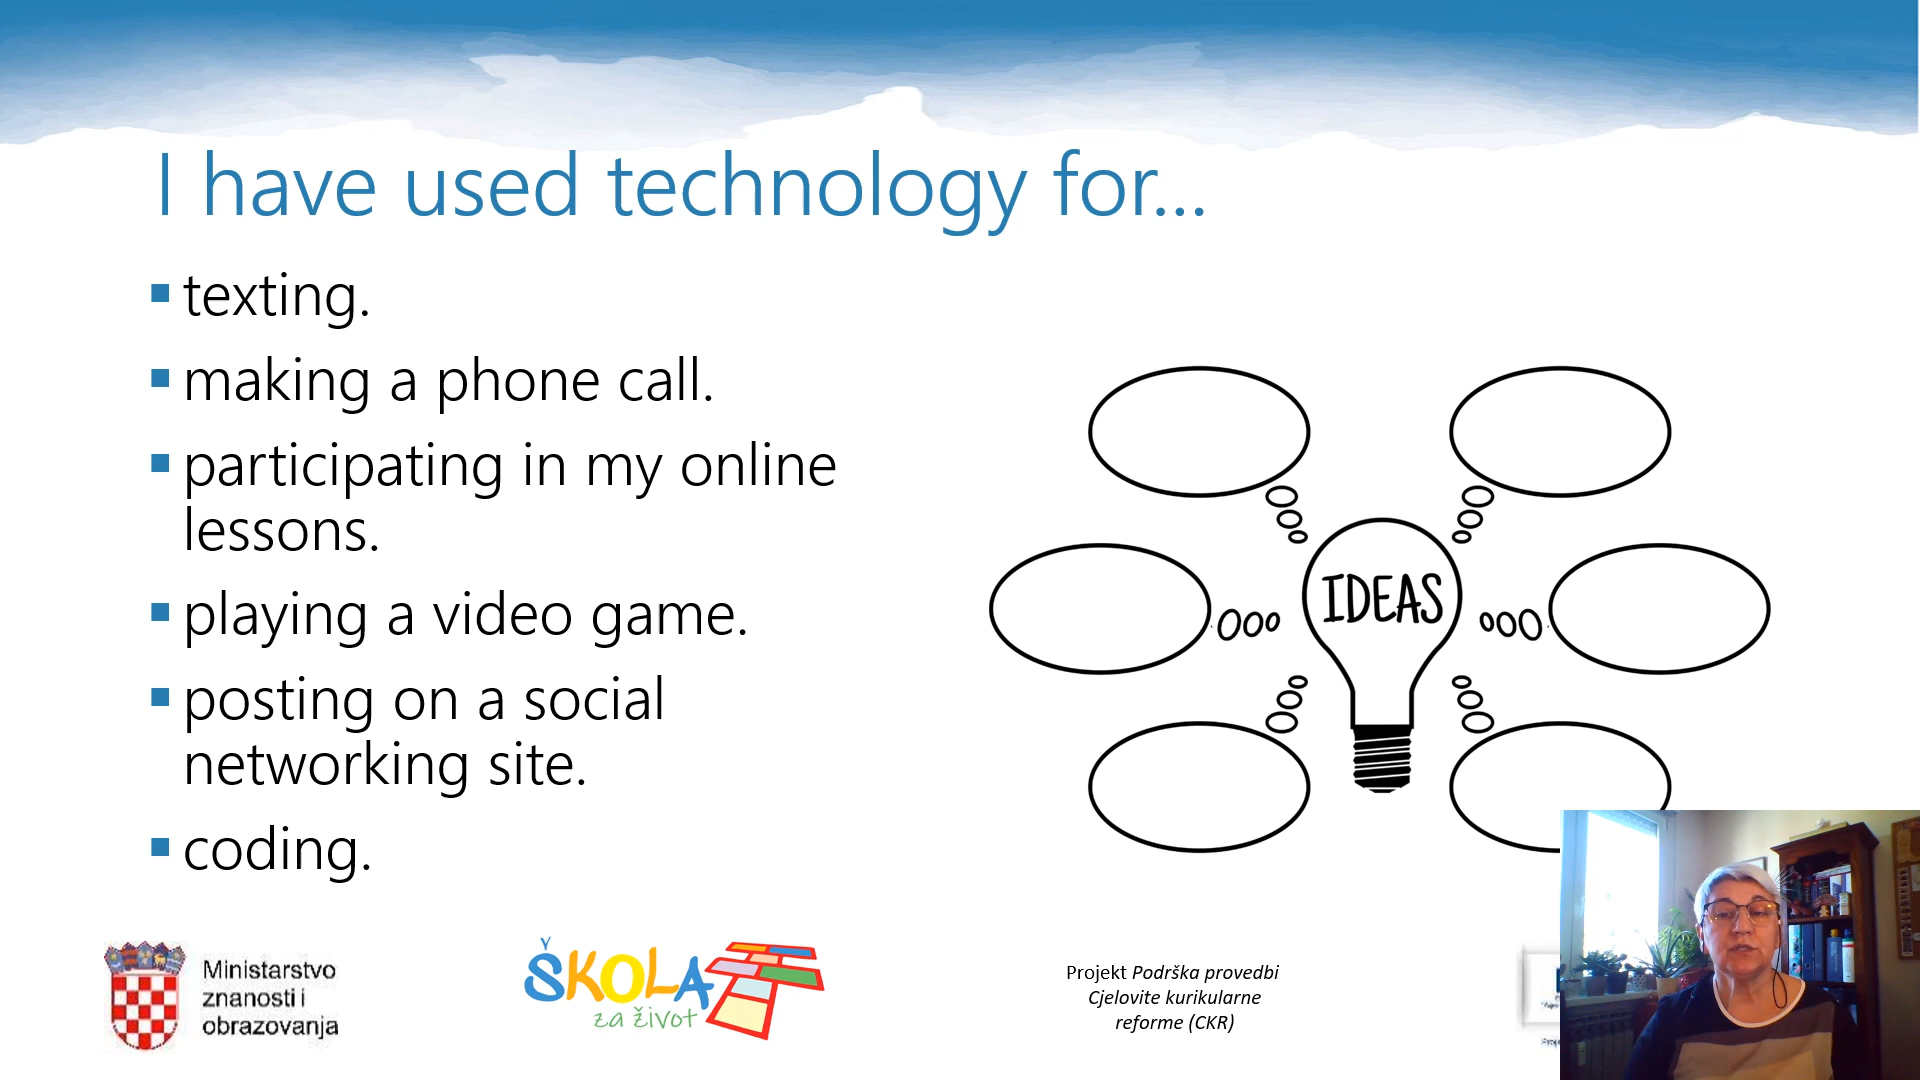 I have used technology for...
texting.
making a phone call.
participating in my online
lessons.
playing a video game.
posting on a social
networking site.
coding.
IDEAS
Ministarstvo
znanosti i
obrazovanja
ŠKOLA
za život
Projekt Podrška provedbi
Cjelovite kurikularne
reforme (CKR)